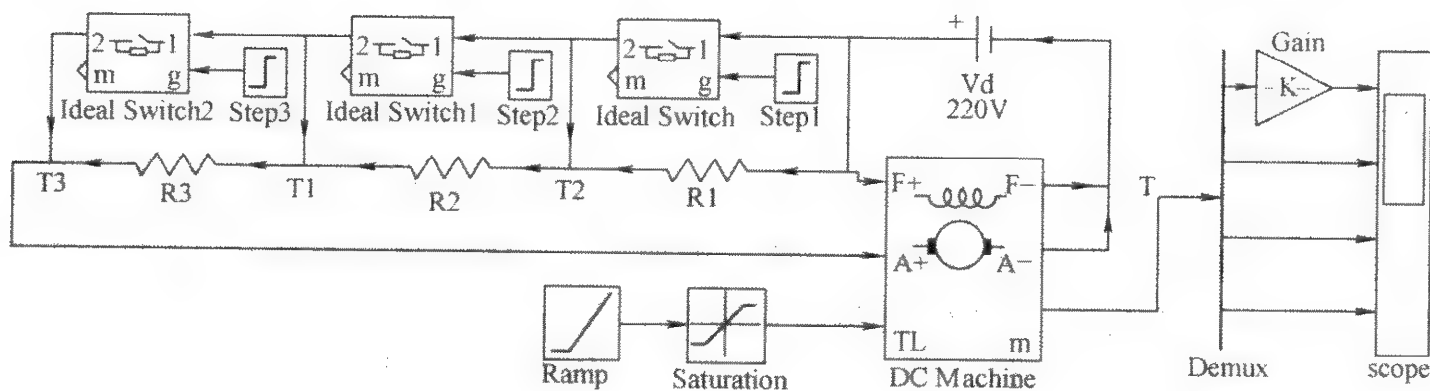 2 1
m g
Ideal Switch2
Step3
2 1
m g
Ideal Switch1
Step2
2 1
m g
Ideal Switch
Step1
+
Vd
220V
Gain
-K-
T3
R3
T1
R2
T2
R1
F+ F-
A+ A-
TL m
DC Machine
T
Ramp
Saturation
Demux
scope